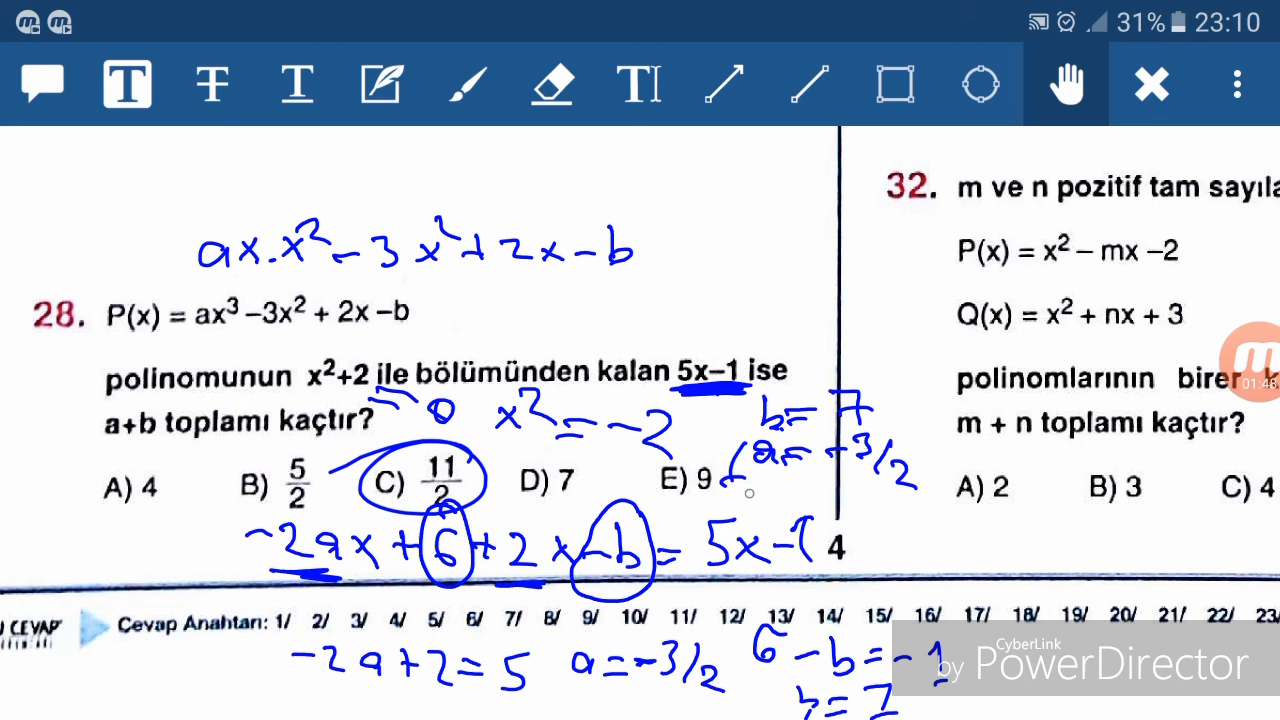 31% 23:10
T T T TI
ax.x² - 3x² + 2x - b
28. P(x) = ax³ –3x² + 2x –b
polinomunun x²+2 ile bölümünden kalan 5x–1 ise
a+b toplamı kaçtır?
= 0 x² = -2 b = 7
a = -3/2
A) 4 B) 5/2 C) 11/2 D) 7 E) 9
-2ax + 6 + 2x - b = 5x - 1
4
32. m ve n pozitif tam sayıla
P(x) = x² – mx –2
Q(x) = x² + nx + 3
polinomlarının birer k
m + n toplamı kaçtır?
A) 2 B) 3 C) 4
01:48
CEVAP Cevap Anahtarı: 1/ 2/ 3/ 4/ 5/ 6/ 7/ 8/ 9/ 10/ 11/ 12/ 13/ 14/ 15/ 16/ 17/ 18/ 19/ 20/ 21/ 22/ 23/
-2a + 2 = 5 a = -3/2 6 - b = -1
b = 7
CyberLink
by PowerDirector